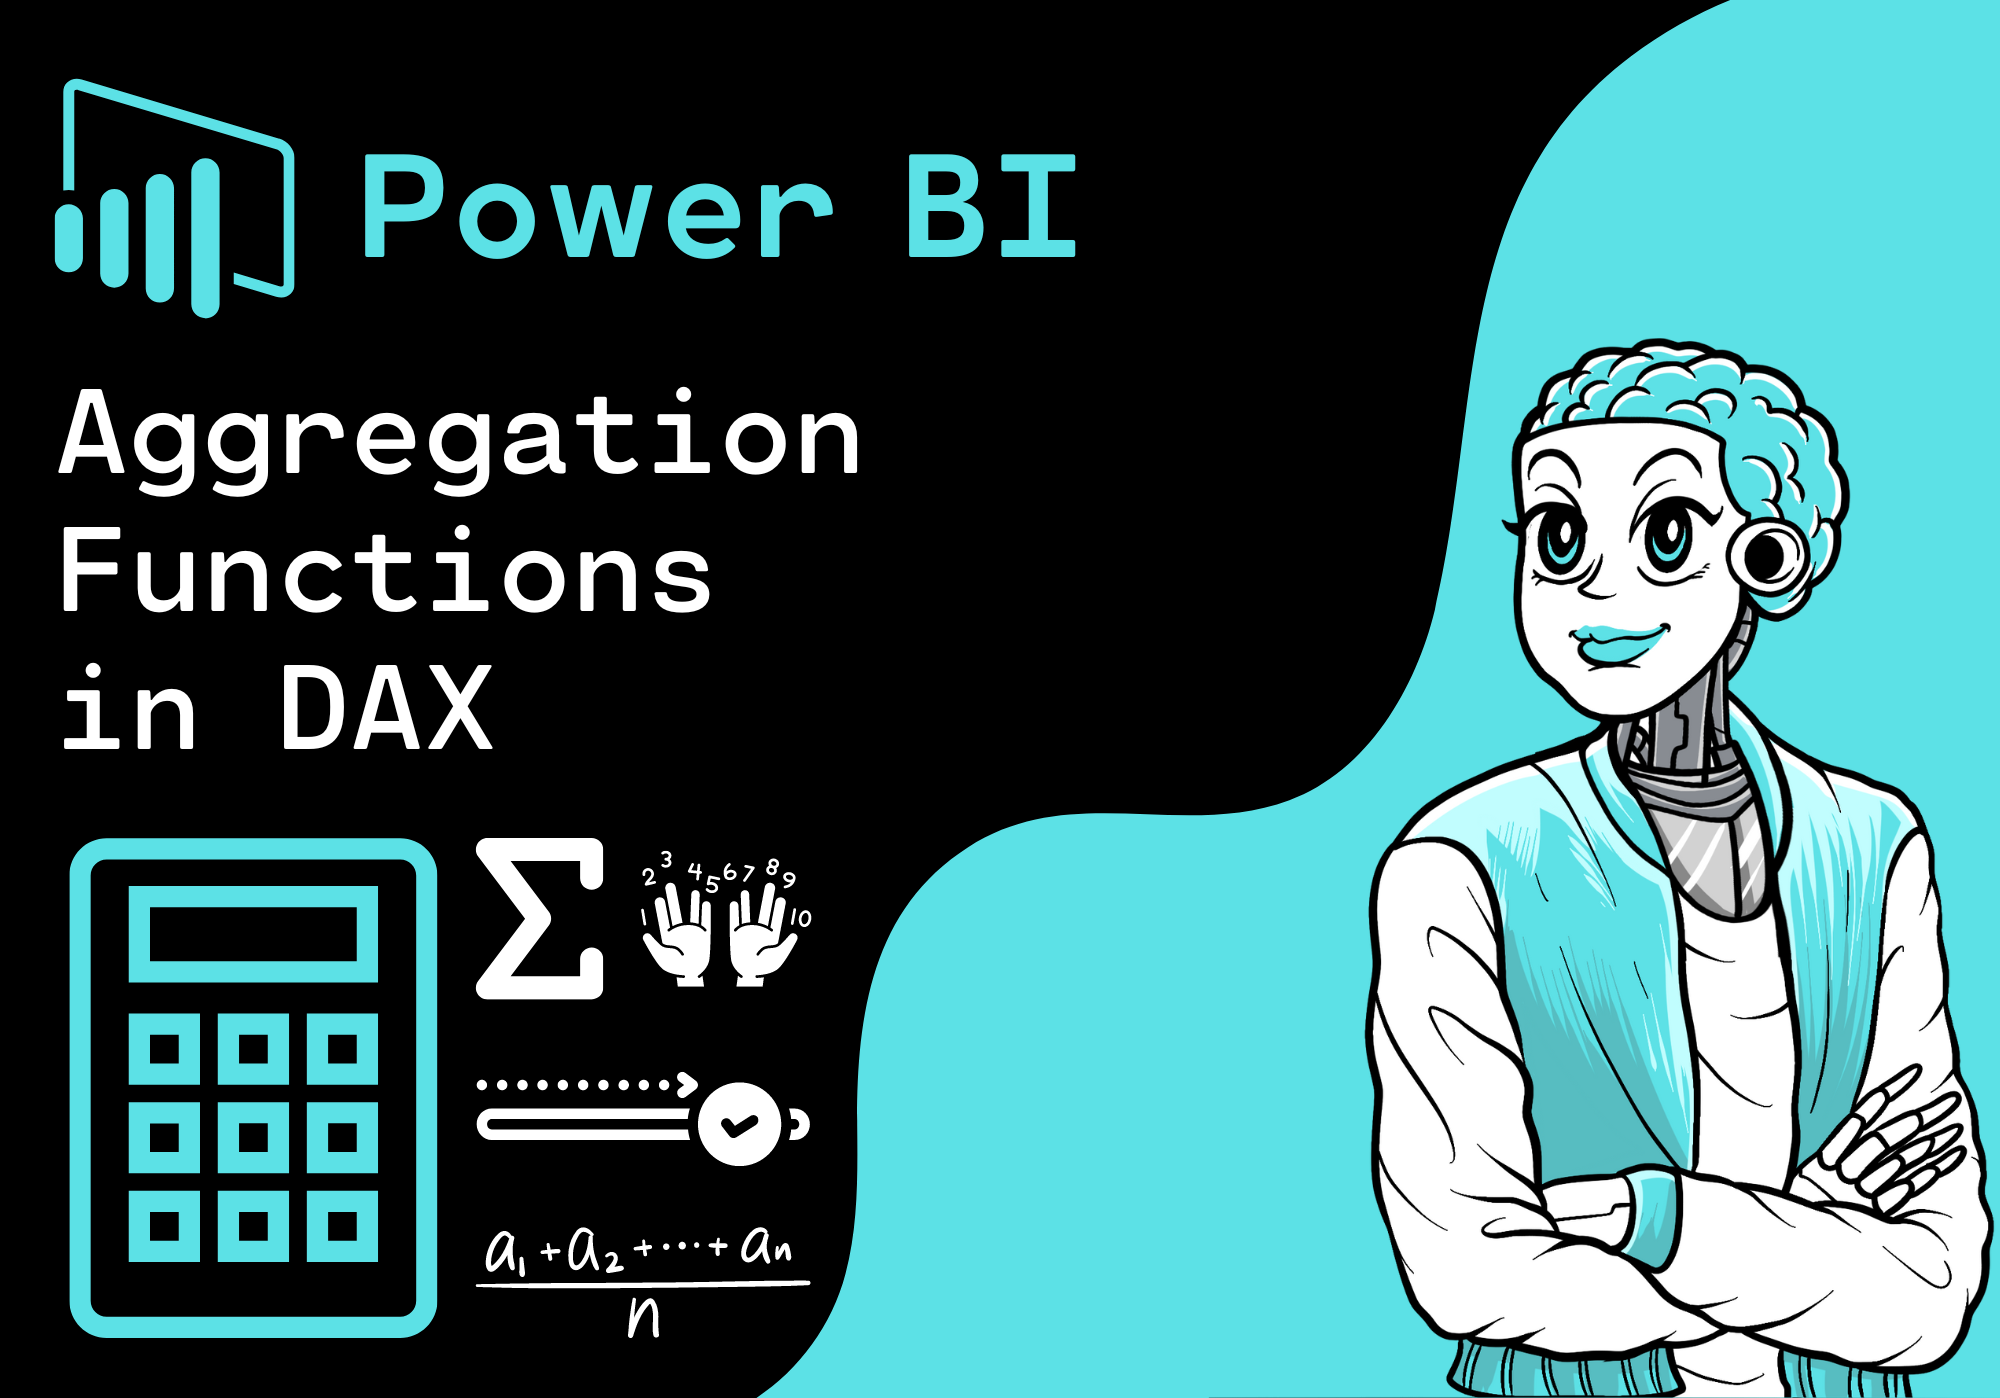 Power BI
Aggregation
Functions
in DAX
Σ
1 2 3 4 5 6 7 8 9 10
a₁ + a₂ + ... + aₙ
n